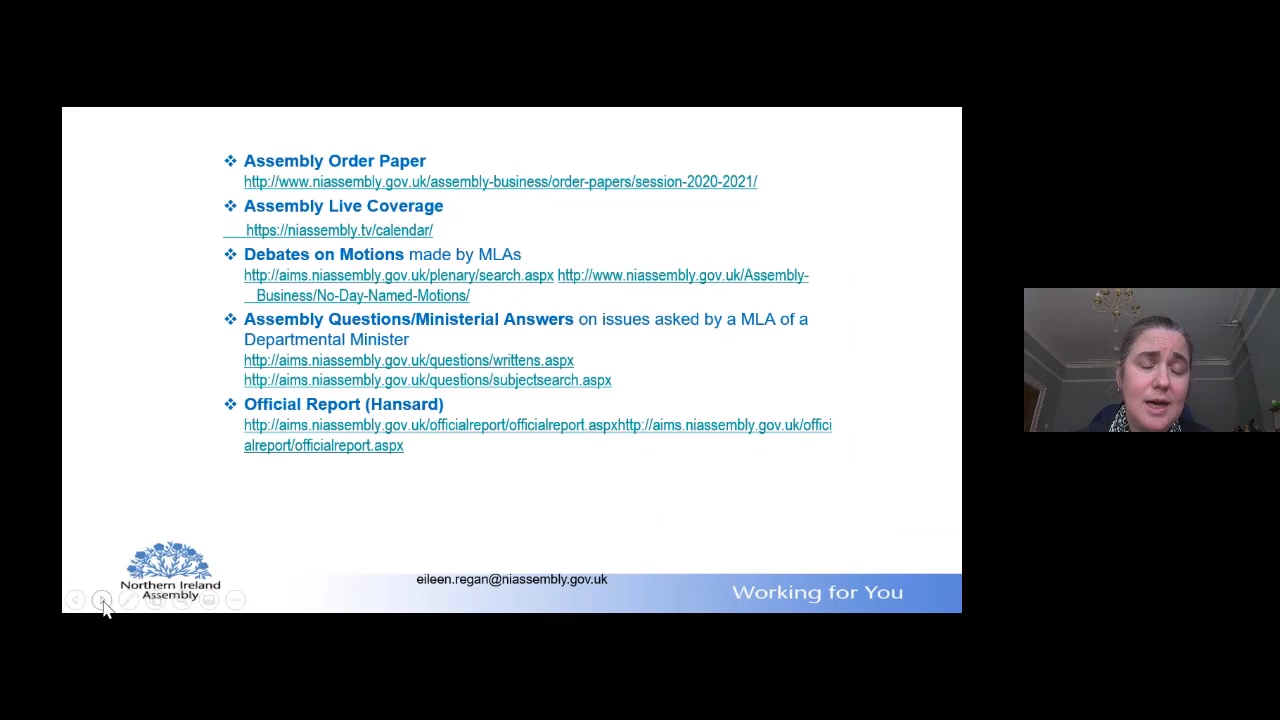 ❖ Assembly Order Paper
http://www.niassembly.gov.uk/assembly-business/order-papers/session-2020-2021/
❖ Assembly Live Coverage
https://niassembly.tv/calendar/
❖ Debates on Motions made by MLAs
http://aims.niassembly.gov.uk/plenary/search.aspx http://www.niassembly.gov.uk/Assembly-
Business/No-Day-Named-Motions/
❖ Assembly Questions/Ministerial Answers on issues asked by a MLA of a
Departmental Minister
http://aims.niassembly.gov.uk/questions/writtens.aspx
http://aims.niassembly.gov.uk/questions/subjectsearch.aspx
❖ Official Report (Hansard)
http://aims.niassembly.gov.uk/officialreport/officialreport.aspxhttp://aims.niassembly.gov.uk/offici
alreport/officialreport.aspx
Northern Ireland
Assembly
eileen.regan@niassembly.gov.uk
Working for You